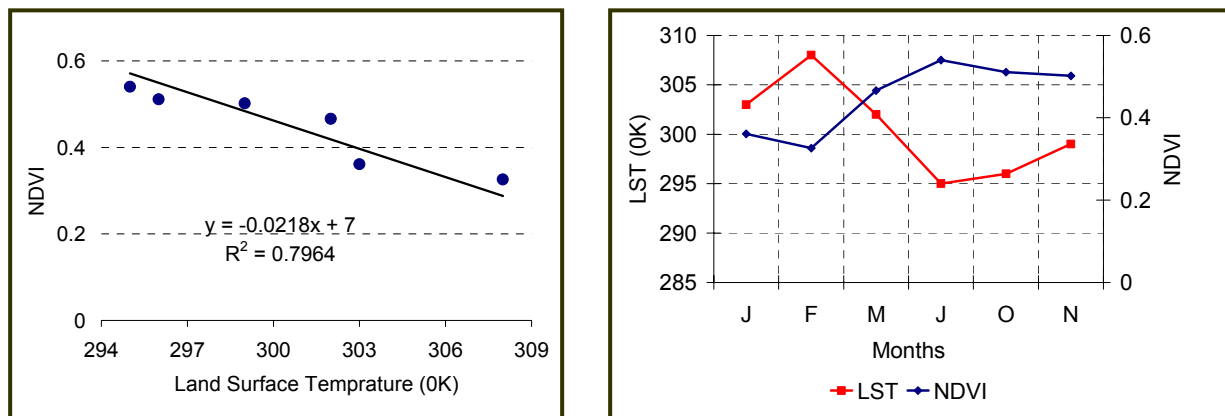 0.6
0.4
0.2
0
NDVI
y = -0.0218x + 7
R² = 0.7964
294 297 300 303 306 309
Land Surface Temprature (0K)
310
305
300
295
290
285
LST (0K)
0.6
0.4
0.2
0
NDVI
J F M J O N
Months
LST NDVI